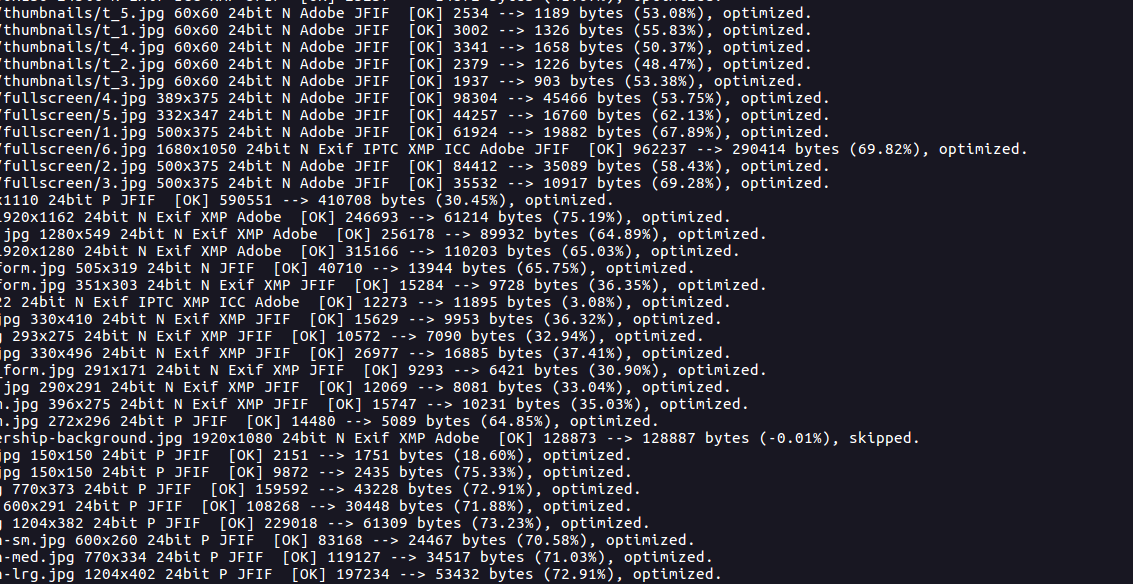 /thumbnails/t_5.jpg 60x60 24bit N Adobe JFIF  [OK] 2534 --> 1189 bytes (53.08%), optimized.
/thumbnails/t_1.jpg 60x60 24bit N Adobe JFIF  [OK] 3002 --> 1326 bytes (55.83%), optimized.
/thumbnails/t_4.jpg 60x60 24bit N Adobe JFIF  [OK] 3341 --> 1658 bytes (50.37%), optimized.
/thumbnails/t_2.jpg 60x60 24bit N Adobe JFIF  [OK] 2379 --> 1226 bytes (48.47%), optimized.
/thumbnails/t_3.jpg 60x60 24bit N Adobe JFIF  [OK] 1937 --> 903 bytes (53.38%), optimized.
/fullscreen/4.jpg 389x375 24bit N Adobe JFIF  [OK] 98304 --> 45466 bytes (53.75%), optimized.
/fullscreen/5.jpg 332x347 24bit N Adobe JFIF  [OK] 44257 --> 16760 bytes (62.13%), optimized.
/fullscreen/1.jpg 500x375 24bit N Adobe JFIF  [OK] 61924 --> 19882 bytes (67.89%), optimized.
/fullscreen/6.jpg 1680x1050 24bit N Exif IPTC XMP ICC Adobe JFIF  [OK] 962237 --> 290414 bytes (69.82%), optimized.
/fullscreen/2.jpg 500x375 24bit N Adobe JFIF  [OK] 84412 --> 35089 bytes (58.43%), optimized.
/fullscreen/3.jpg 500x375 24bit N Adobe JFIF  [OK] 35532 --> 10917 bytes (69.28%), optimized.
x1110 24bit P JFIF  [OK] 590551 --> 410708 bytes (30.45%), optimized.
1920x1162 24bit N Exif XMP Adobe  [OK] 246693 --> 61214 bytes (75.19%), optimized.
jpg 1280x549 24bit N Exif XMP Adobe  [OK] 256178 --> 89932 bytes (64.89%), optimized.
1920x1280 24bit N Exif XMP Adobe  [OK] 315166 --> 110203 bytes (65.03%), optimized.
form.jpg 505x319 24bit N JFIF  [OK] 40710 --> 13944 bytes (65.75%), optimized.
form.jpg 351x303 24bit N Exif XMP JFIF  [OK] 15284 --> 9728 bytes (36.35%), optimized.
22 24bit N Exif IPTC XMP ICC Adobe  [OK] 12273 --> 11895 bytes (3.08%), optimized.
jpg 330x410 24bit N Exif XMP JFIF  [OK] 15629 --> 9953 bytes (36.32%), optimized.
293x275 24bit N Exif XMP JFIF  [OK] 10572 --> 7090 bytes (32.94%), optimized.
jpg 330x496 24bit N Exif XMP JFIF  [OK] 26977 --> 16885 bytes (37.41%), optimized.
_form.jpg 291x171 24bit N Exif XMP JFIF  [OK] 9293 --> 6421 bytes (30.90%), optimized.
jpg 290x291 24bit N Exif XMP JFIF  [OK] 12069 --> 8081 bytes (33.04%), optimized.
.jpg 396x275 24bit N Exif XMP JFIF  [OK] 15747 --> 10231 bytes (35.03%), optimized.
.jpg 272x296 24bit P JFIF  [OK] 14480 --> 5089 bytes (64.85%), optimized.
ership-background.jpg 1920x1080 24bit N Exif XMP Adobe  [OK] 128873 --> 128887 bytes (-0.01%), skipped.
jpg 150x150 24bit P JFIF  [OK] 2151 --> 1751 bytes (18.60%), optimized.
jpg 150x150 24bit P JFIF  [OK] 9872 --> 2435 bytes (75.33%), optimized.
770x373 24bit P JFIF  [OK] 159592 --> 43228 bytes (72.91%), optimized.
600x291 24bit P JFIF  [OK] 108268 --> 30448 bytes (71.88%), optimized.
1204x382 24bit P JFIF  [OK] 229018 --> 61309 bytes (73.23%), optimized.
-sm.jpg 600x260 24bit P JFIF  [OK] 83168 --> 24467 bytes (70.58%), optimized.
-med.jpg 770x334 24bit P JFIF  [OK] 119127 --> 34517 bytes (71.03%), optimized.
-lrg.jpg 1204x402 24bit P JFIF  [OK] 197234 --> 53432 bytes (72.91%), optimized.